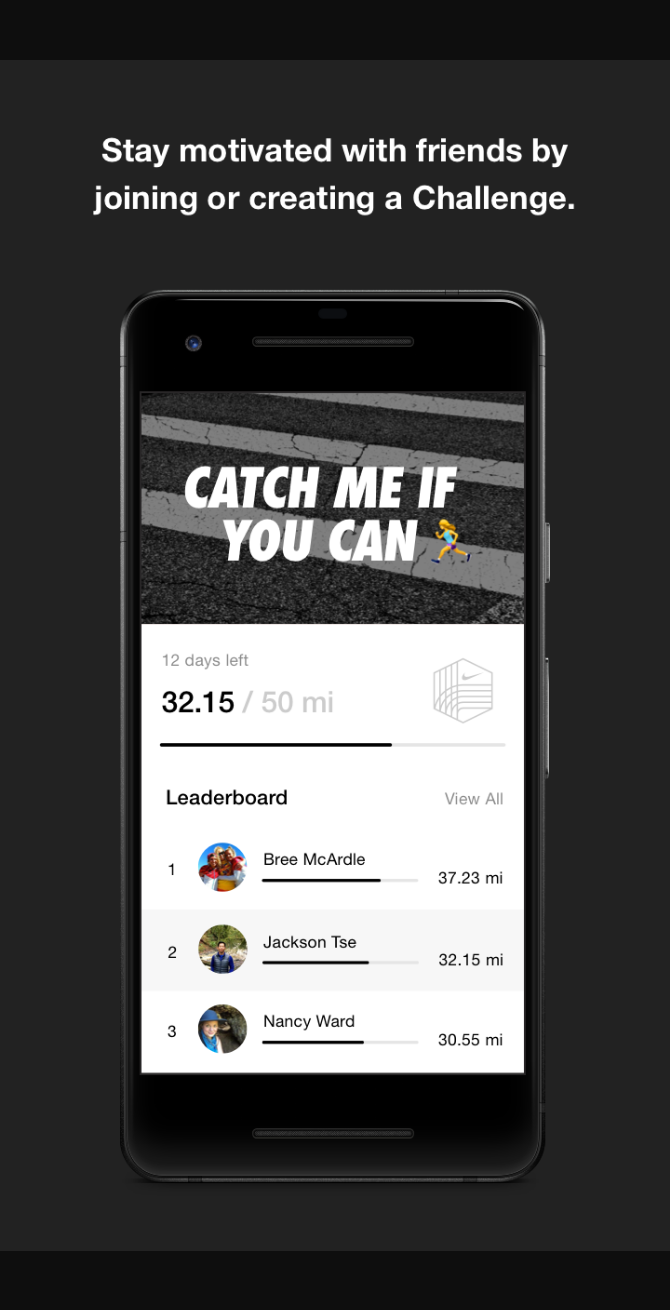 Stay motivated with friends by
joining or creating a Challenge.
CATCH ME IF
YOU CAN
12 days left
32.15 / 50 mi
Leaderboard
View All
1
Bree McArdle
37.23 mi
2
Jackson Tse
32.15 mi
3
Nancy Ward
30.55 mi